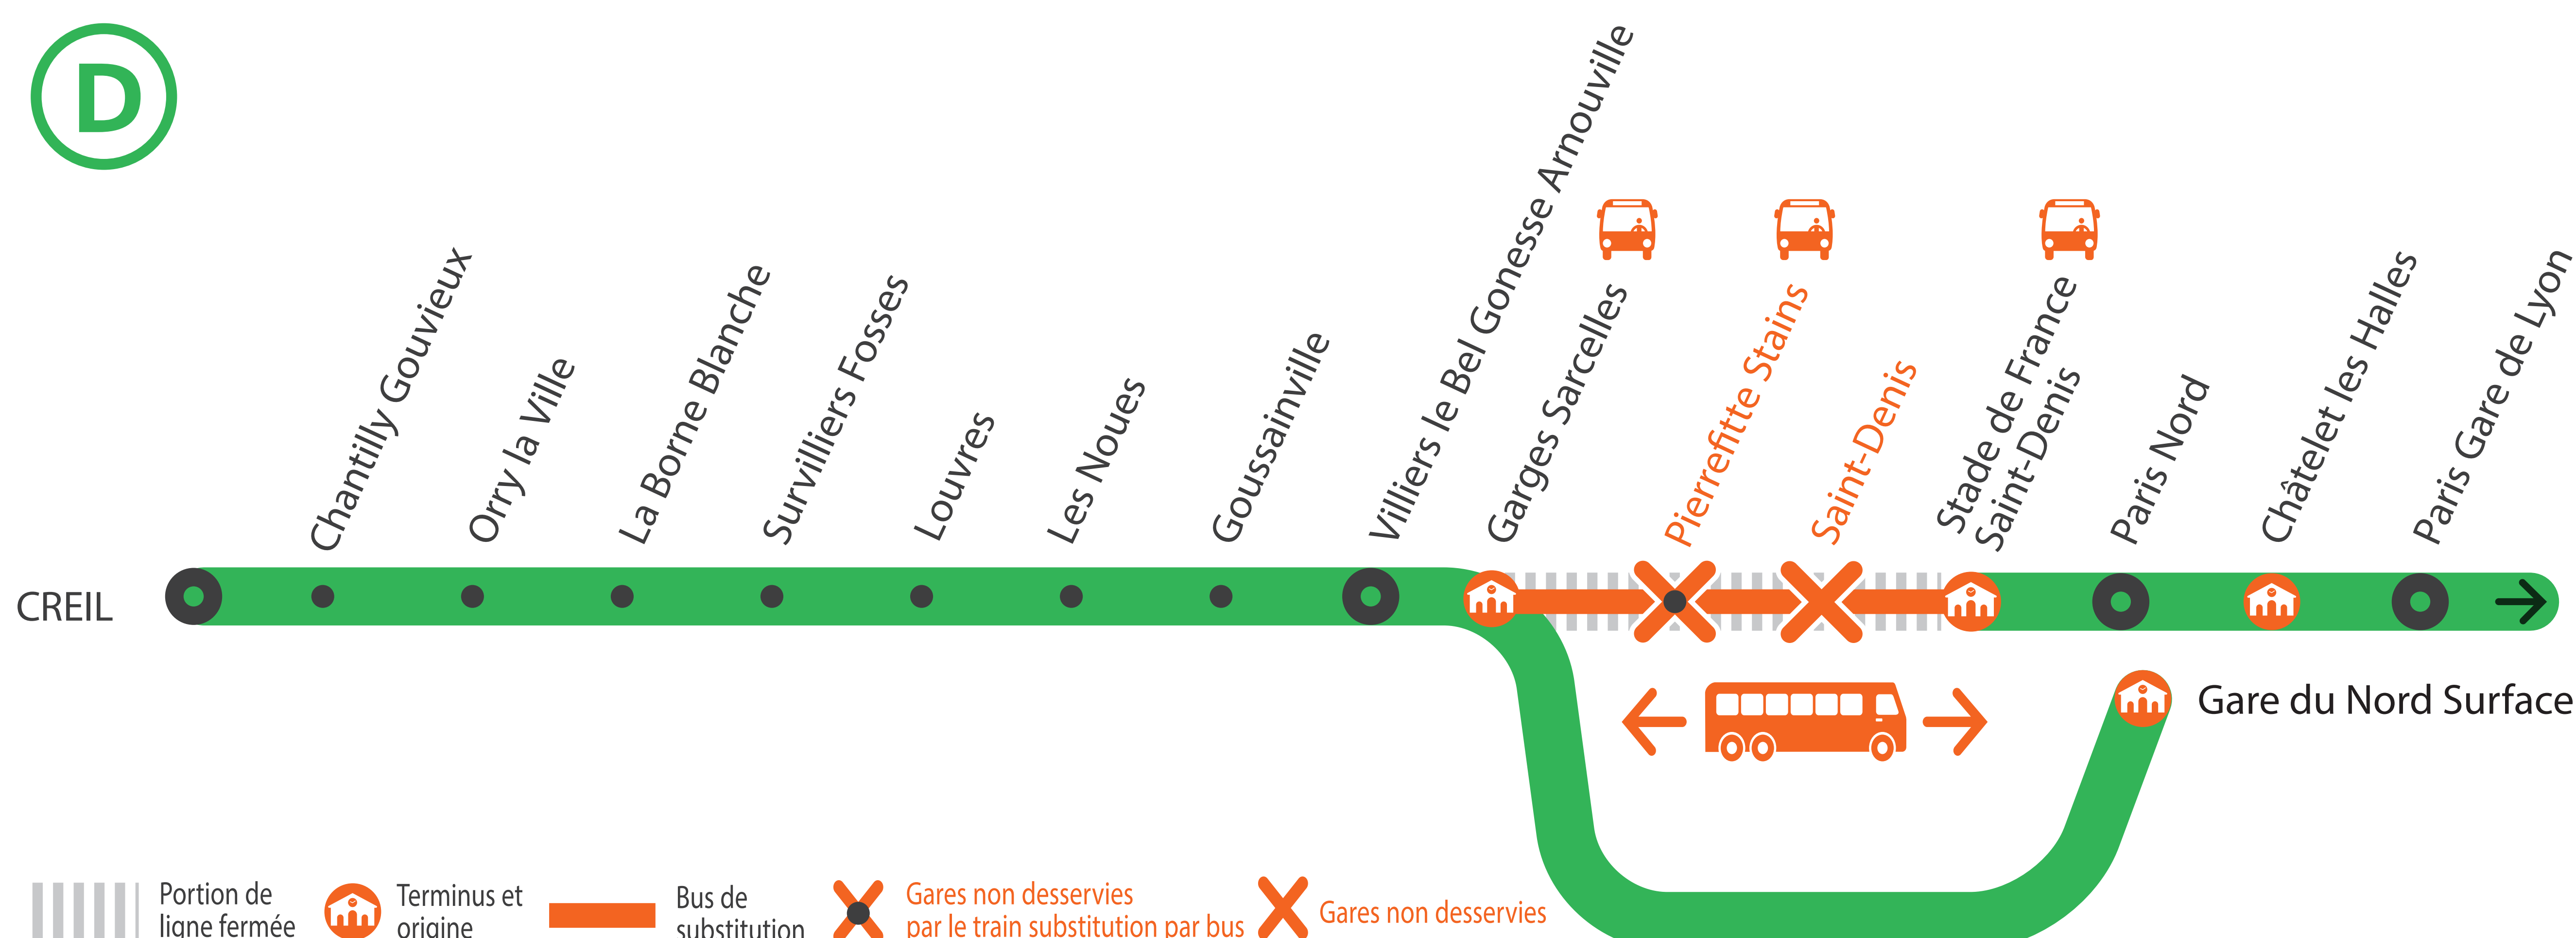 D
CREIL
Chantilly Gouvieux
Orry la Ville
La Borne Blanche
Survilliers Fosses
Louvres
Les Noues
Goussainville
Villiers le Bel Gonesse Arnouville
Garges Sarcelles
Pierrefitte Stains
Saint-Denis
Stade de France
Saint-Denis
Paris Nord
Châtelet les Halles
Paris Gare de Lyon
Gare du Nord Surface
Portion de
ligne fermée
Terminus et
origine
Bus de
substitution
Gares non desservies
par le train substitution par bus
Gares non desservies